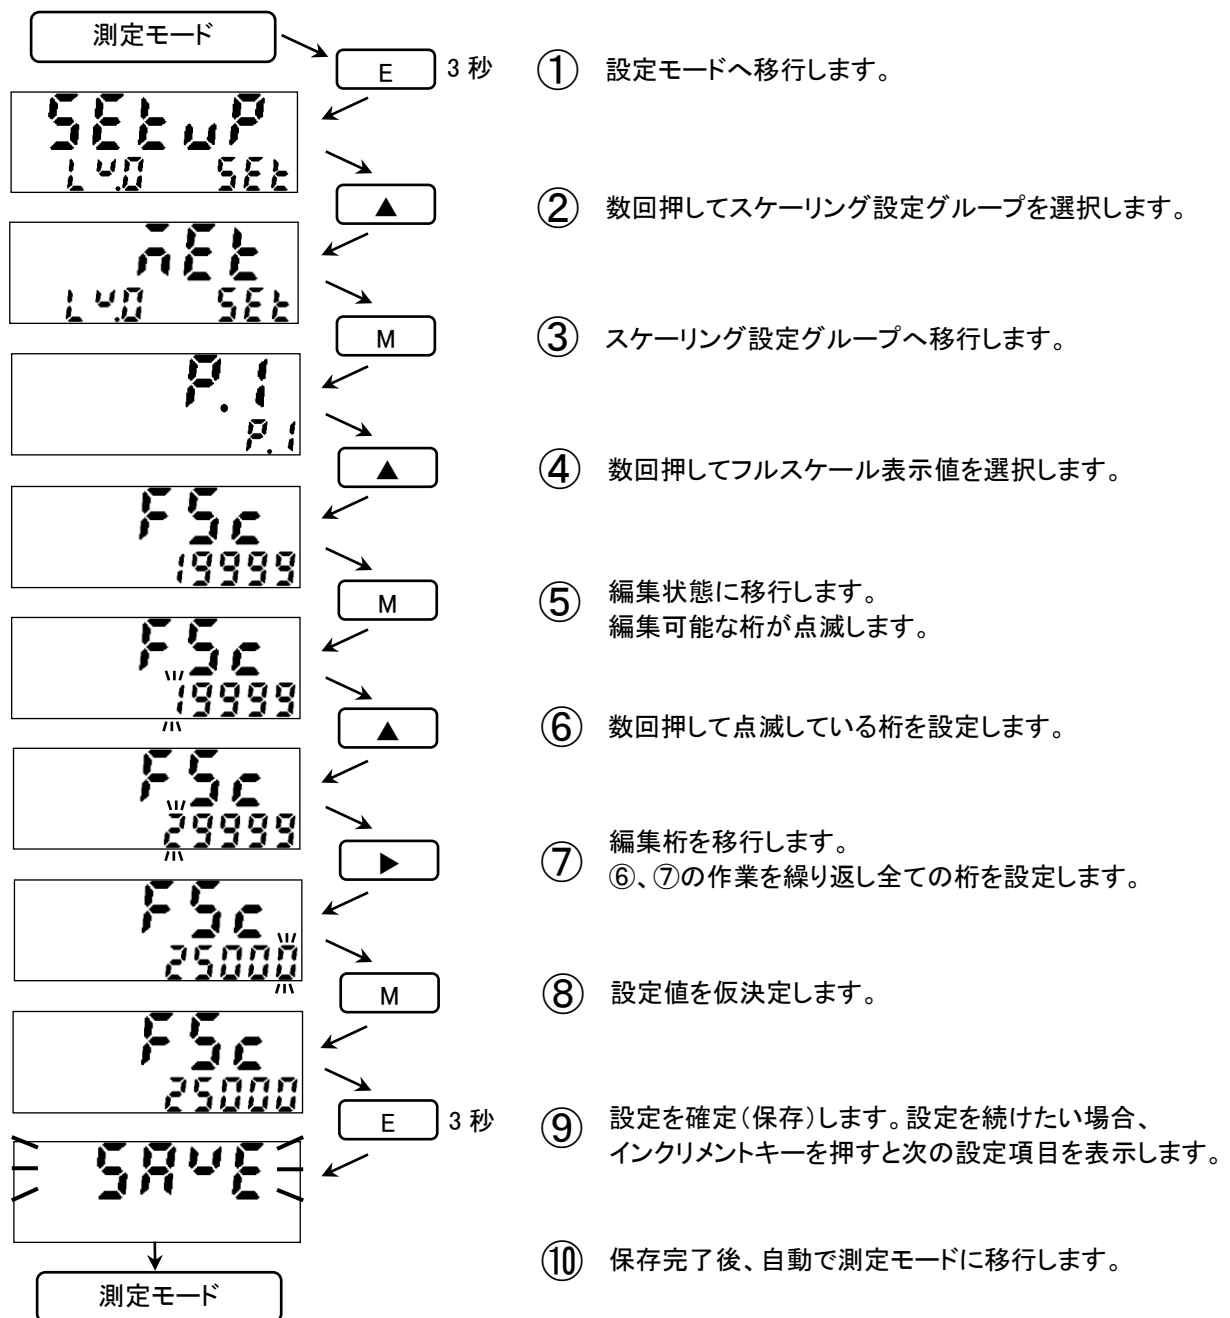 測定モード
E 3 秒 ① 設定モードへ移行します。
SEtuP
Lv.0 SEt
▲ ② 数回押してスケーリング設定グループを選択します。
mEt
Lv.0 SEt
M ③ スケーリング設定グループへ移行します。
P.1
P.1
▲ ④ 数回押してフルスケール表示値を選択します。
FSc
19999
M ⑤ 編集状態に移行します。
編集可能な桁が点滅します。
FSc
19999
▲ ⑥ 数回押して点滅している桁を設定します。
FSc
29999
▶ ⑦ 編集桁を移行します。
⑥、⑦の作業を繰り返し全ての桁を設定します。
FSc
25000
M ⑧ 設定値を仮決定します。
FSc
25000
E 3 秒 ⑨ 設定を確定（保存）します。設定を続けたい場合、
インクリメントキーを押すと次の設定項目を表示します。
SAvE
⑩ 保存完了後、自動で測定モードに移行します。
測定モード